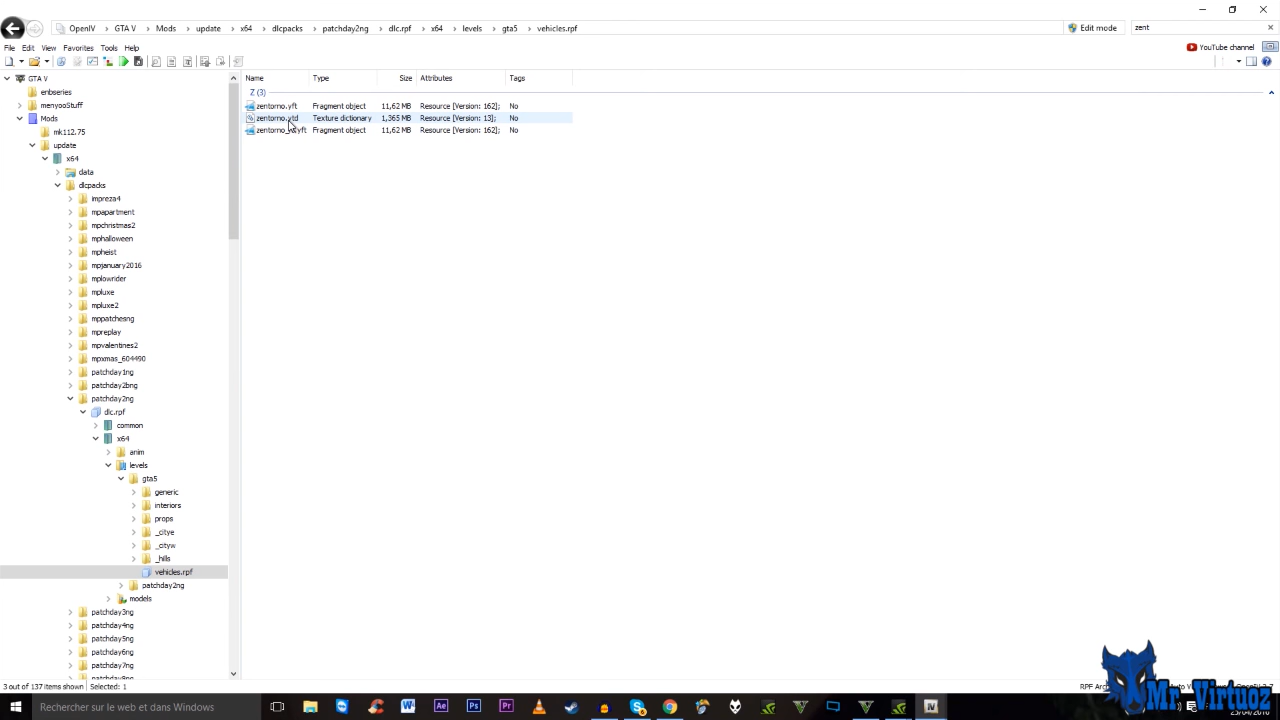 OpenIV GTA V Mods update x64 dlcpacks patchday2ng dlc.rpf x64 levels gta5 vehicles.rpf Edit mode zent
File Edit View Favorites Tools Help YouTube channel
GTA V
enbseries
menyooStuff
Mods
mk112.75
update
x64
data
dlcpacks
impreza4
mpapartment
mpchristmas2
mphalloween
mpheist
mpjanuary2016
mplowrider
mpluxe
mpluxe2
mppatchesng
mpreplay
mpvalentines2
mpxmas_604490
patchday1ng
patchday2bng
patchday2ng
dlc.rpf
common
x64
anim
levels
gta5
generic
interiors
props
_citye
_cityw
_hills
vehicles.rpf
patchday2ng
models
patchday3ng
patchday4ng
patchday5ng
patchday6ng
patchday7ng
patchday8ng
Name Type Size Attributes Tags
Z (3)
zentorno.yft Fragment object 11,62 MB Resource [Version: 162]; No
zentorno.ytd Texture dictionary 1,365 MB Resource [Version: 13]; No
Fragment object 11,62 MB Resource [Version: 162]; No
3 out of 137 items shown Selected: 1
Mr. Virtuoz
Rechercher sur le web et dans Windows